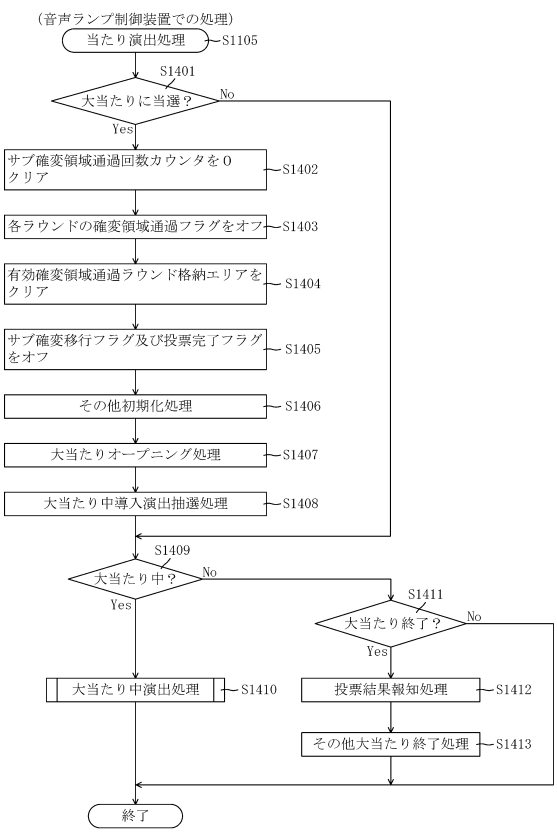 (音声ランプ制御装置での処理)
当たり演出処理
S1105
S1401
大当たりに当選？
No
Yes
サブ確変領域通過回数カウンタを０
クリア
S1402
各ラウンドの確変領域通過フラグをオフ
S1403
有効確変領域通過ラウンド格納エリアを
クリア
S1404
サブ確変移行フラグ及び投票完了フラグ
をオフ
S1405
その他初期化処理
S1406
大当たりオープニング処理
S1407
大当たり中導入演出抽選処理
S1408
S1409
大当たり中？
No
Yes
S1411
大当たり終了？
No
Yes
大当たり中演出処理
S1410
投票結果報知処理
S1412
その他大当たり終了処理
S1413
終了